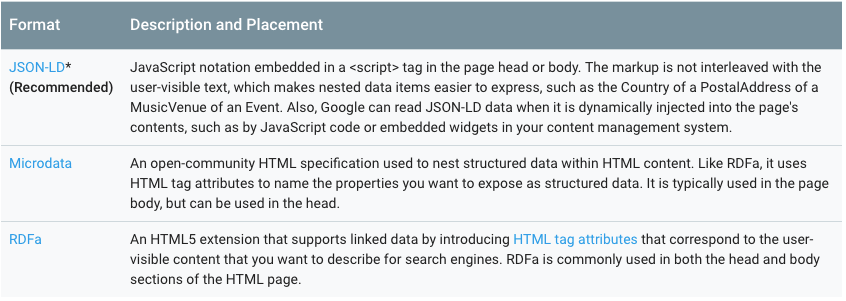 Format Description and Placement
JSON-LD* JavaScript notation embedded in a <script> tag in the page head or body. The markup is not interleaved with the
(Recommended) user-visible text, which makes nested data items easier to express, such as the Country of a PostalAddress of a
MusicVenue of an Event. Also, Google can read JSON-LD data when it is dynamically injected into the page's
contents, such as by JavaScript code or embedded widgets in your content management system.
Microdata An open-community HTML specification used to nest structured data within HTML content. Like RDFa, it uses
HTML tag attributes to name the properties you want to expose as structured data. It is typically used in the page
body, but can be used in the head.
RDFa An HTML5 extension that supports linked data by introducing HTML tag attributes that correspond to the user-
visible content that you want to describe for search engines. RDFa is commonly used in both the head and body
sections of the HTML page.